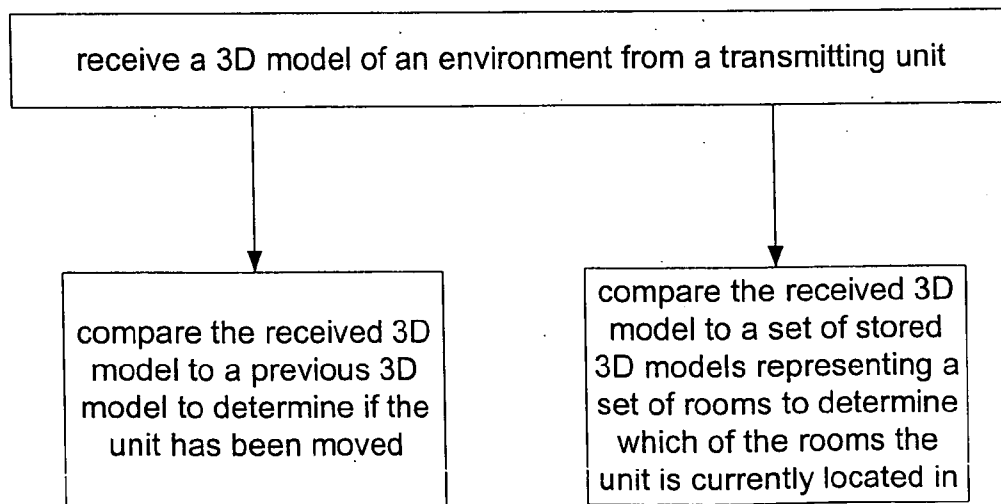 receive a 3D model of an environment from a transmitting unit
compare the received 3D
model to a previous 3D
model to determine if the
unit has been moved
compare the received 3D
model to a set of stored
3D models representing a
set of rooms to determine
which of the rooms the
unit is currently located in